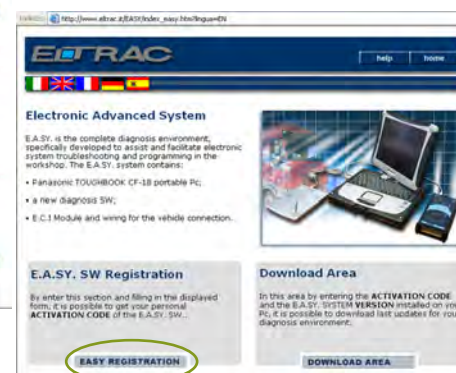 http://www.eltrac.it/EASY/index_easy.htm?lingua=EN
ELTRAC
help
home
Electronic Advanced System
E.A.SY. is the complete diagnosis environment,
specifically developed to assist and facilitate electronic
system troubleshooting and programming in the
workshop. The E.A.SY. system contains:
• Panasonic TOUGHBOOK CF-18 portable Pc;
• a new diagnosis SW;
• E.C.I Module and wiring for the vehicle connection.
E.A.SY. SW Registration
By enter this section and filling in the displayed
form, it is possible to get your personal
ACTIVATION CODE of the E.A.SY. SW..
EASY REGISTRATION
Download Area
In this area by entering the ACTIVATION CODE
and the E.A.SY. SYSTEM VERSION installed on
Pc, it is possible to download last updates for
diagnosis environment.
DOWNLOAD AREA